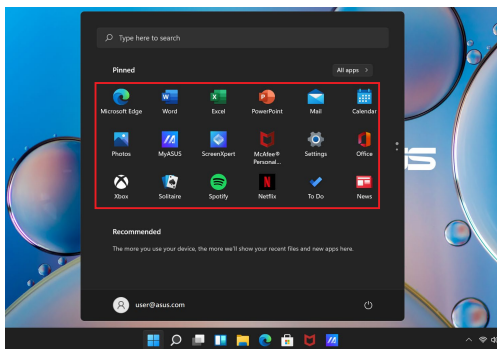 Type here to search
Pinned
All apps >
Microsoft Edge
Word
Excel
PowerPoint
Mail
Calendar
Photos
MyASUS
ScreenXpert
McAfee®
Personal...
Settings
Office
Xbox
Solitaire
Spotify
Netflix
To Do
News
Recommended
The more you use your device, the more we'll show your recent files and new apps here.
user@asus.com